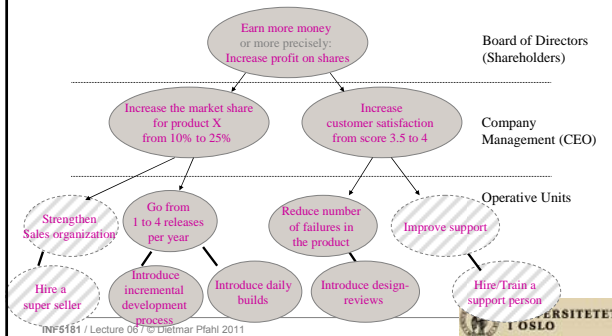 Earn more money
or more precisely:
Increase profit on shares
Board of Directors
(Shareholders)
Increase the market share
for product X
from 10% to 25%
Increase
customer satisfaction
from score 3.5 to 4
Company
Management (CEO)
Operative Units
Strengthen
Sales organization
Go from
1 to 4 releases
per year
Reduce number
of failures in
the product
Improve support
Hire a
super seller
Introduce
incremental
development
process
Introduce daily
builds
Introduce design-
reviews
Hire/Train a
support person
INF5181 / Lecture 06 / © Dietmar Pfahl 2011
ERSITETE
I OSLO